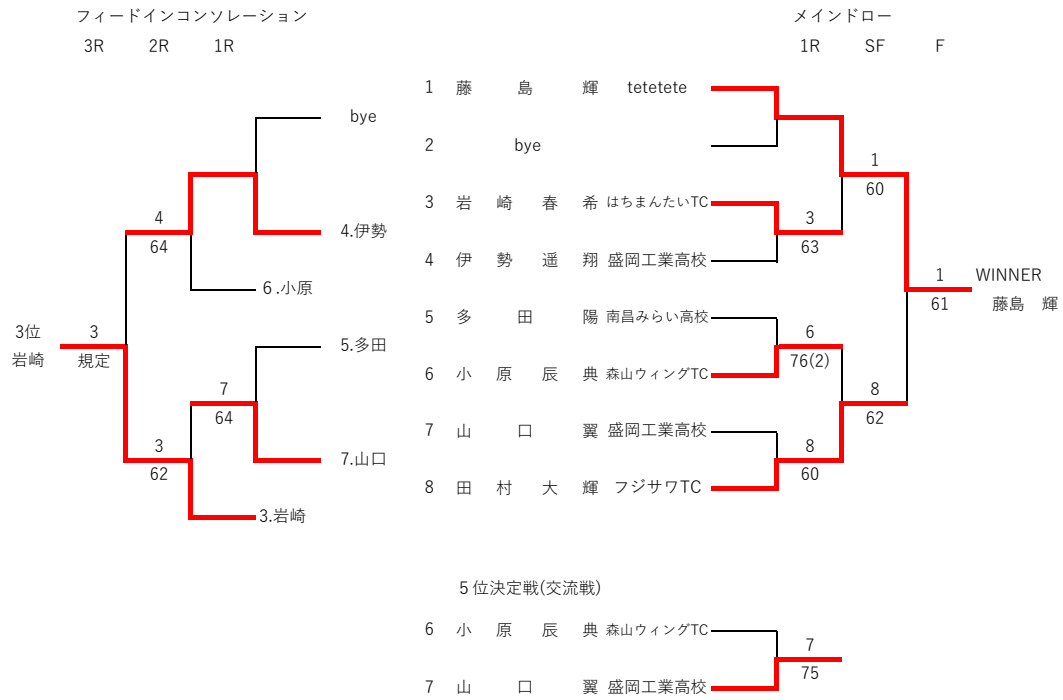 フィードインコンソレーション
3R 2R 1R
bye
4.伊勢
4
64
６.小原
3位
岩崎
3
規定
5.多田
7
64
7.山口
3
62
3.岩崎
メインドロー
1R SF F
1 藤 島 輝 tetetete
2 bye
3 岩 崎 春 希 はちまんたいTC
4 伊 勢 遥 翔 盛岡工業高校
5 多 田 陽 南昌みらい高校
6 小 原 辰 典 森山ウィングTC
7 山 口 翼 盛岡工業高校
8 田 村 大 輝 フジサワTC
1
60
3
63
1
61
WINNER
藤島 輝
6
76(2)
8
62
8
60
５位決定戦(交流戦)
6 小 原 辰 典 森山ウィングTC
7 山 口 翼 盛岡工業高校
7
75